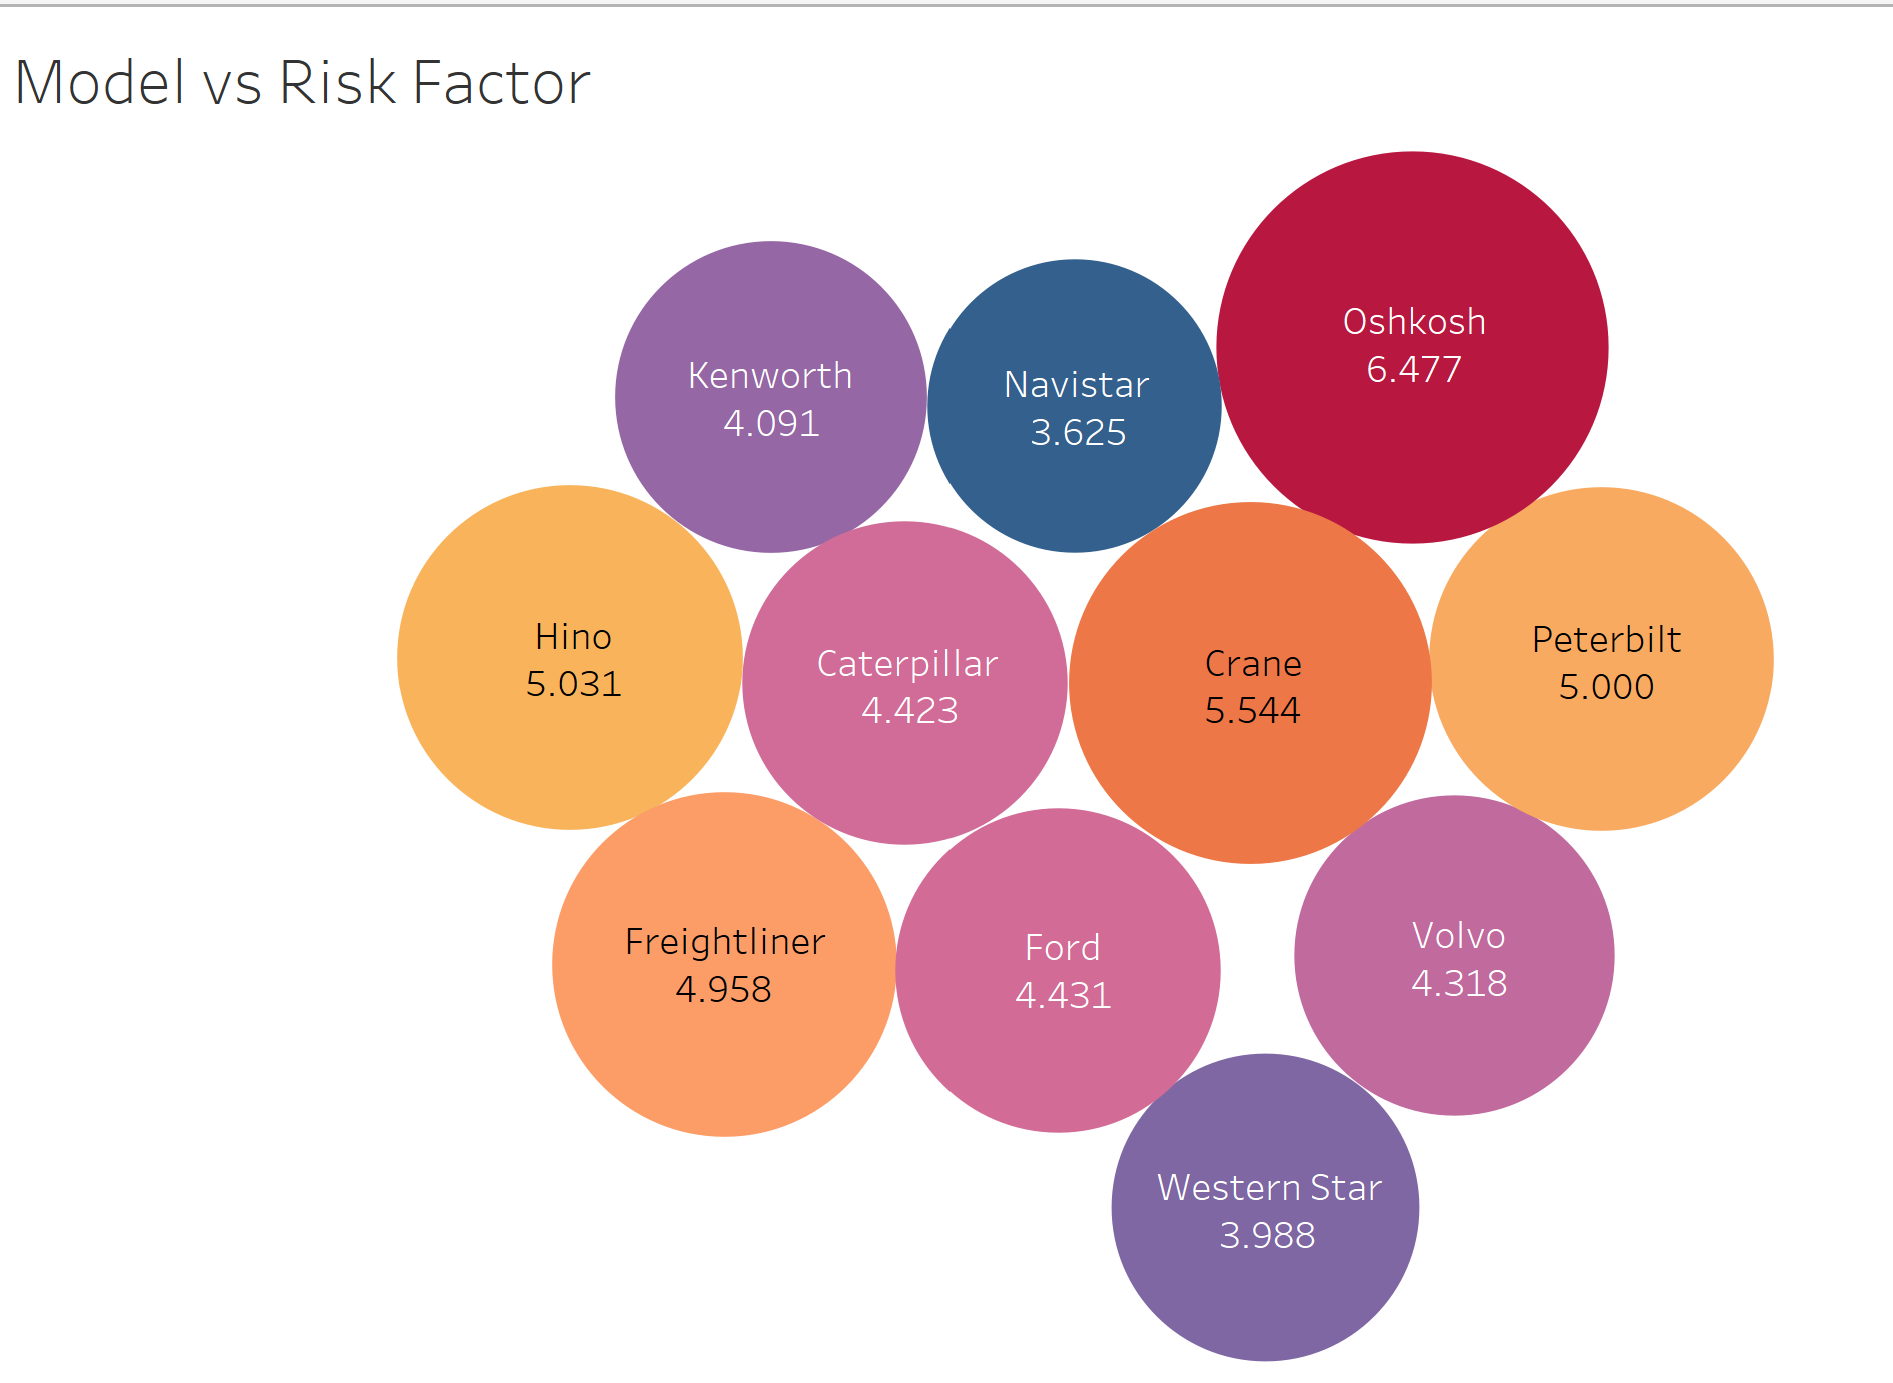 Model vs Risk Factor
Oshkosh
6.477
Kenworth
4.091
Navistar
3.625
Hino
5.031
Caterpillar
4.423
Crane
5.544
Peterbilt
5.000
Freightliner
4.958
Ford
4.431
Volvo
4.318
Western Star
3.988